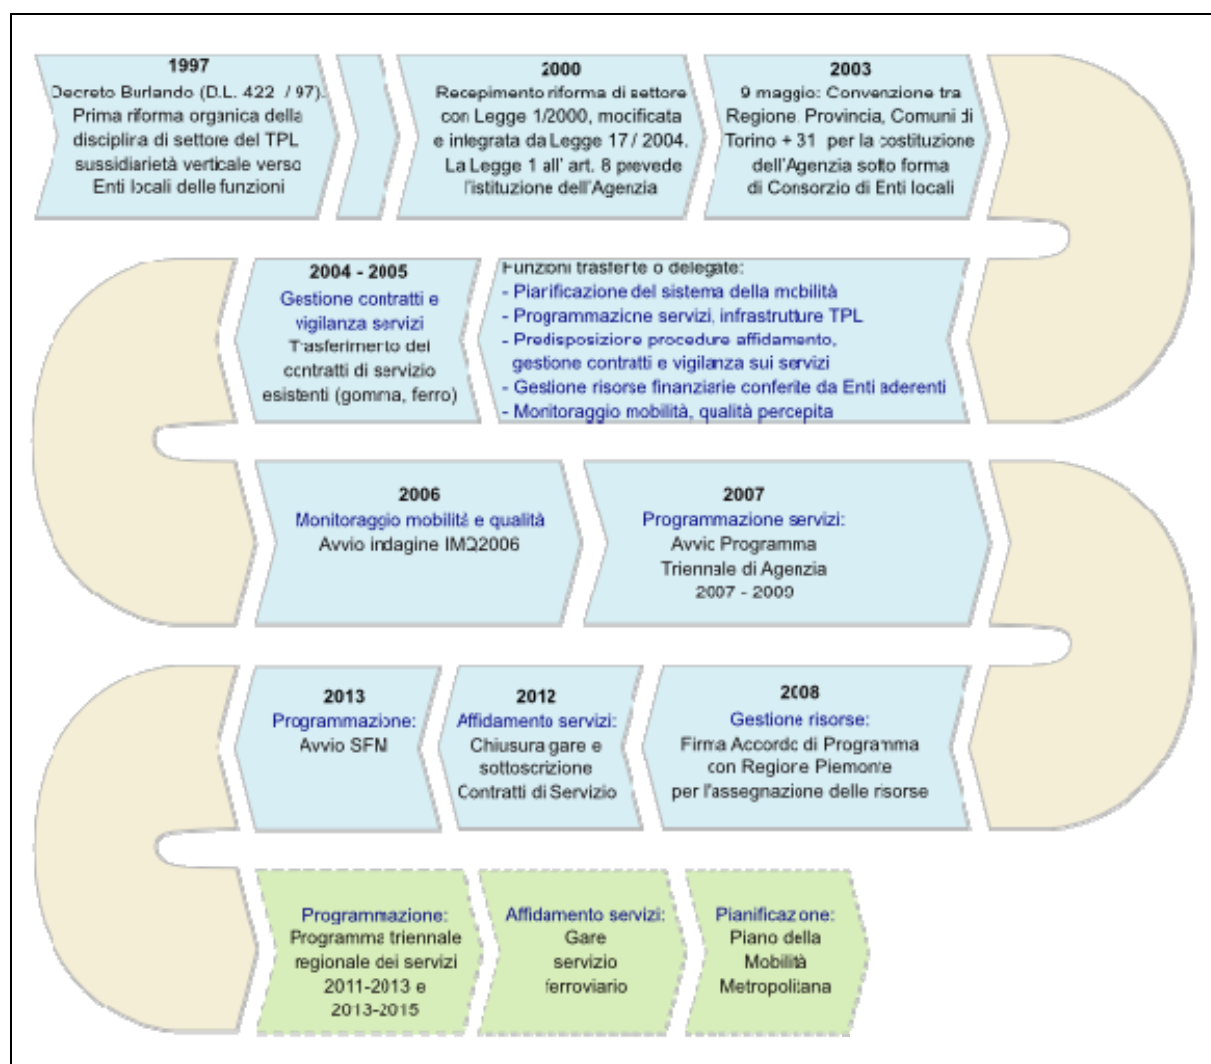 1997
Decreto Burlando (D.L. 422 / 97):
Prima riforma organica della
disciplira di settore del TPL
sussidiarietà verticale verso
Enti locali delle funzioni
2000
Recepimento riforma di settore
con Legge 1/2000, mocificata
e integrata da Legge 17 / 2004.
La Legge 1 all' art. 8 prevede
l'istituzione dell'Agenzia
2003
9 maggio: Convenzione tra
Regione, Provincia, Comuni di
Torino + 31 per la costituzione
dell'Agenzia sotto forma
di Consorzio di Enti locali
Funzioni trasferte o delegate:
- Piarificazione del sistema della mobilità
- Programmazione servizi, infrastrutture TPL
- Predisposizione procedure affidamento,
gestione contratti e vigilanza sui servizi
- Gestione risorse finanziarie conferite da Enti aderenti
- Monitoraggio mobilità, qualità percepita
2004 - 2005
Gestione contratti e
vigilanza servizi
Trasferimento dei
contratti di servizio
esistenti (gomma, ferro)
2006
Monitoraggio mobilità e qualità
Avvio indagine IMQ2006
2007
Programmazione servizi:
Avvio Programma
Triennale di Agenzia
2007 - 2009
2008
Gestione risorse:
Firma Accordo di Programma
con Regione Piemonte
per l'assegnazione delle risorse
2012
Affidamento servizi:
Chiusura gare e
sottoscrizione
Contratti di Servizio
2013
Programmazione:
Avvio SFM
Programmazione:
Programma triennale
regionale dei servizi
2011-2013 e
2013-2015
Affidamento servizi:
Gare
servizio
ferroviario
Pianificazione:
Piano della
Mobilità
Metropolitana